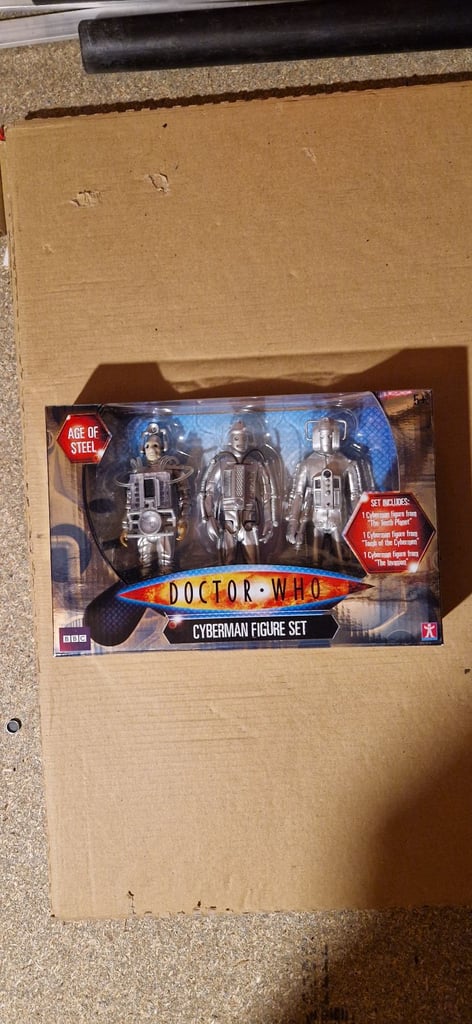 AGE OF
STEEL
SET INCLUDES:
1 Cyberman figure from
"The Tenth Planet"
1 Cyberman figure from
"Tomb of the Cybermen"
1 Cyberman figure from
"The Invasion"
DOCTOR · WHO
CYBERMAN FIGURE SET
BBC